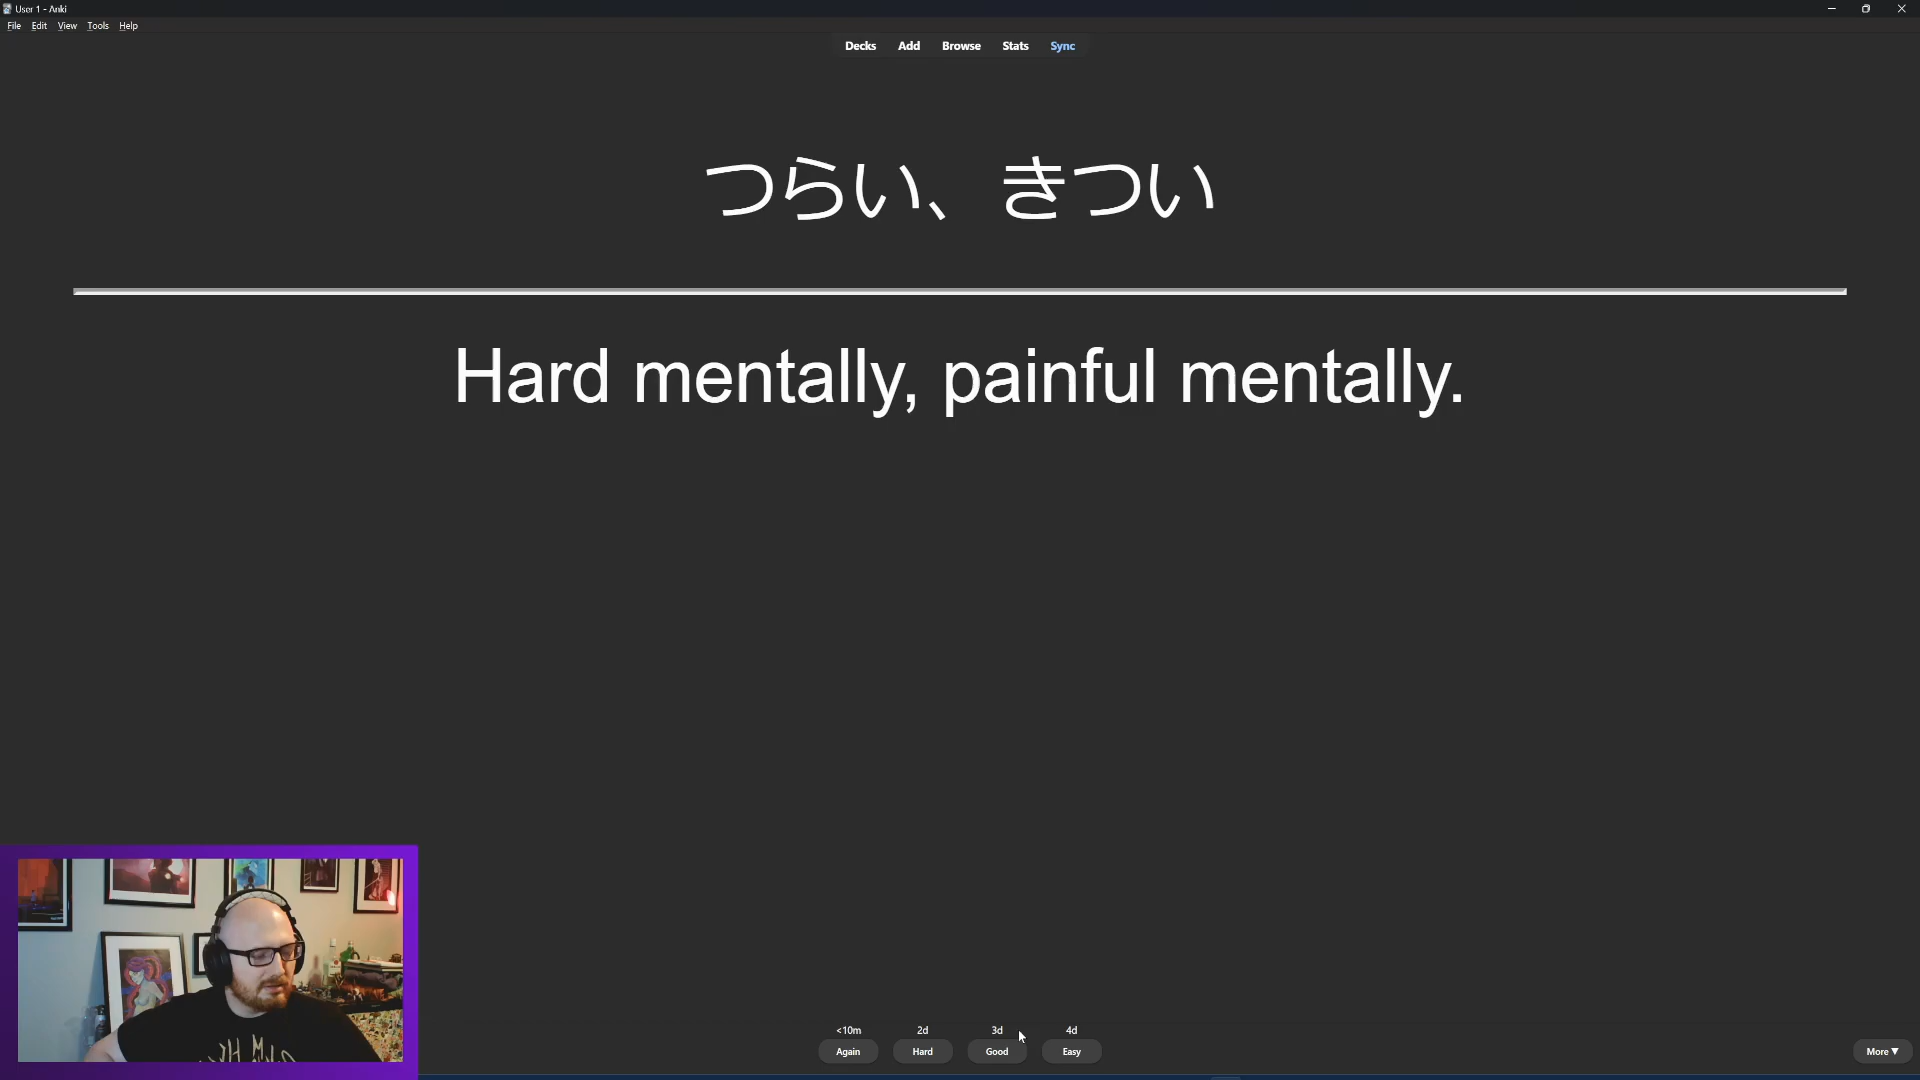 User 1 - Anki
File Edit View Tools Help
Decks Add Browse Stats Sync
つらい、きつい
Hard mentally, painful mentally.
<10m 2d 3d 4d
Again Hard Good Easy
More ▼